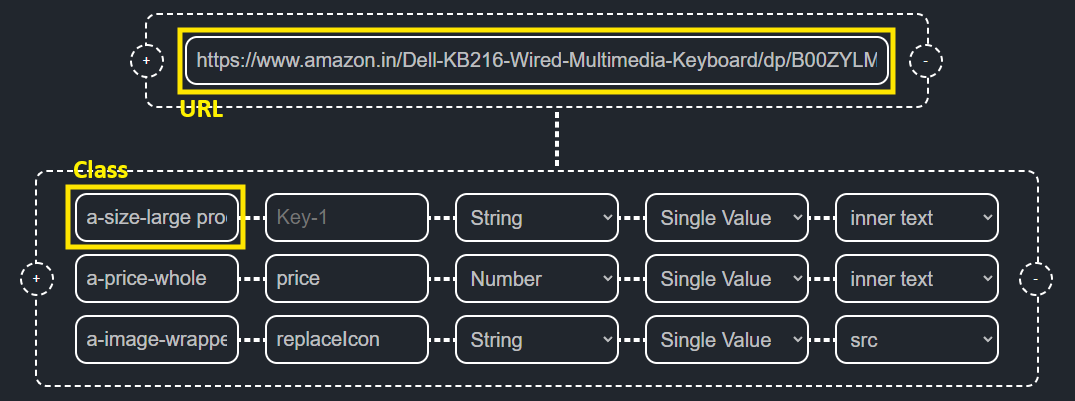 https://www.amazon.in/Dell-KB216-Wired-Multimedia-Keyboard/dp/B00ZYLM
+
-
URL
Class
a-size-large pro
Key-1
String
Single Value
inner text
a-price-whole
price
Number
Single Value
inner text
+
-
a-image-wrappe
replaceIcon
String
Single Value
src